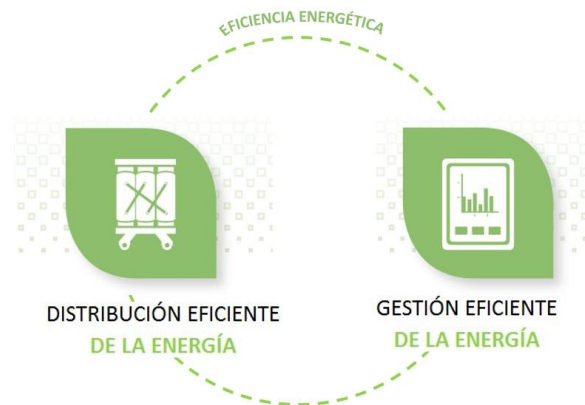 EFICIENCIA ENERGÉTICA
DISTRIBUCIÓN EFICIENTE
DE LA ENERGÍA
GESTIÓN EFICIENTE
DE LA ENERGÍA